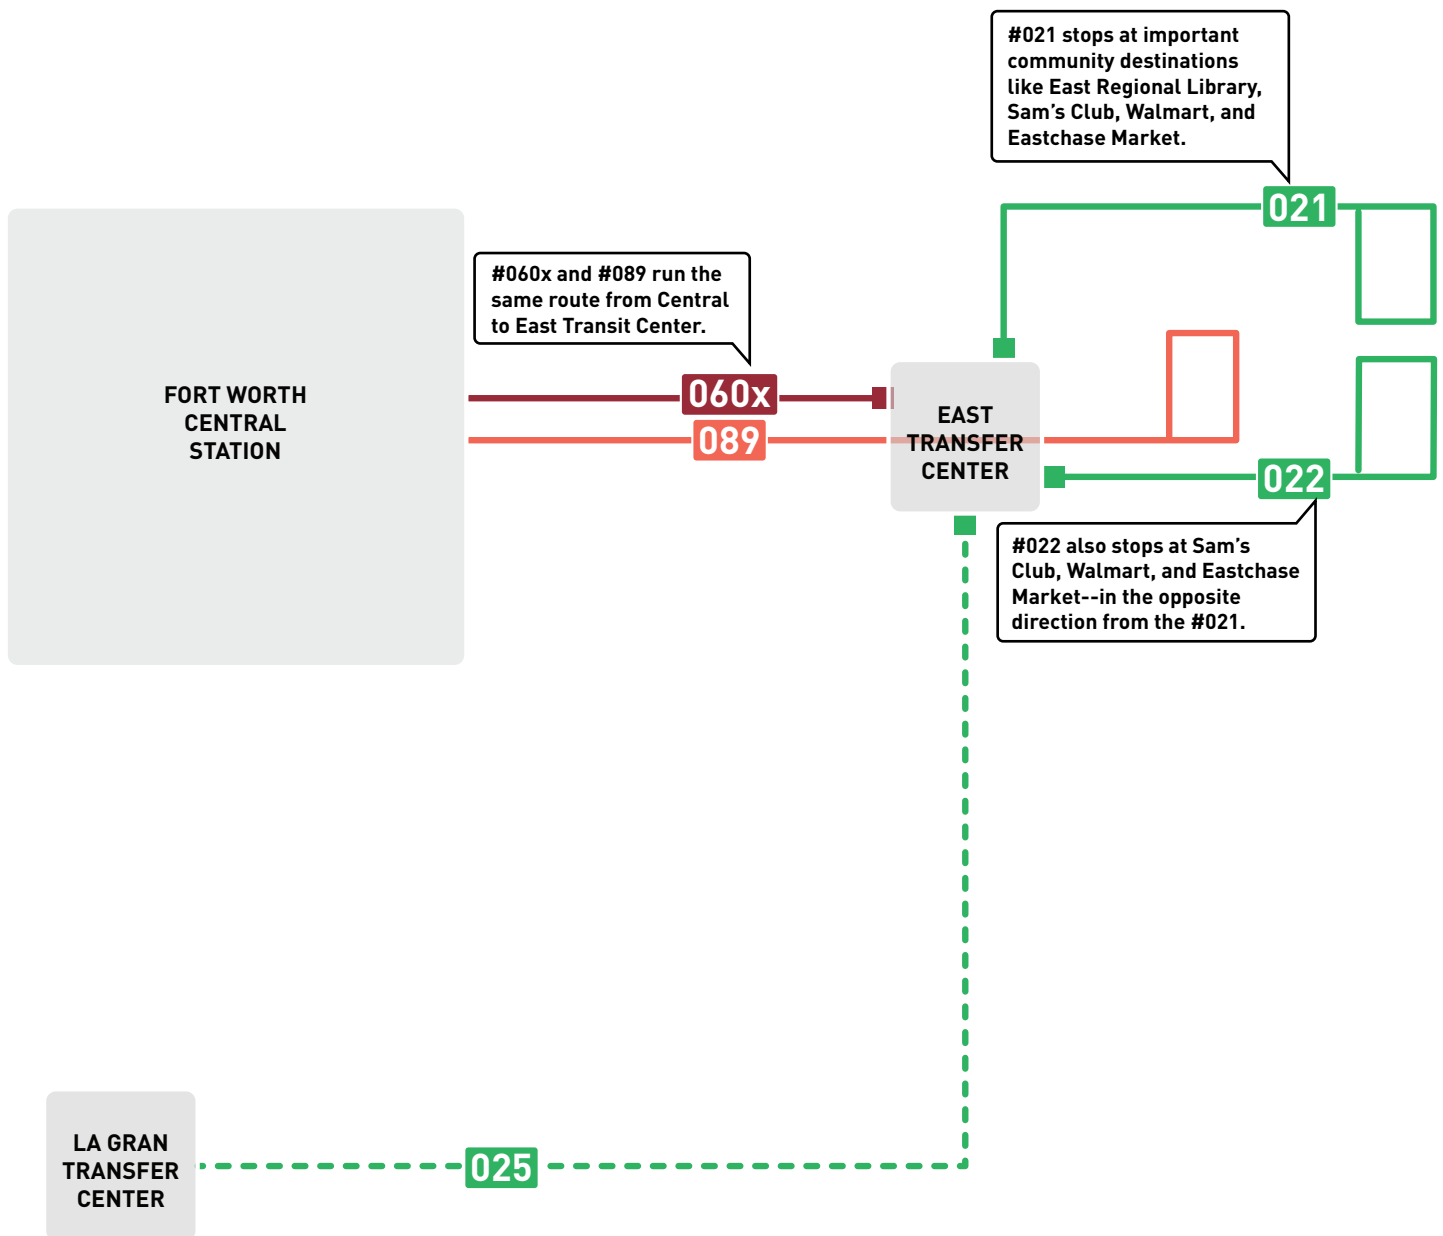 #021 stops at important
community destinations
like East Regional Library,
Sam's Club, Walmart, and
Eastchase Market.
021
#060x and #089 run the
same route from Central
to East Transit Center.
FORT WORTH
CENTRAL
STATION
060x
089
EAST
TRANSFER
CENTER
022
#022 also stops at Sam's
Club, Walmart, and Eastchase
Market--in the opposite
direction from the #021.
LA GRAN
TRANSFER
CENTER
025